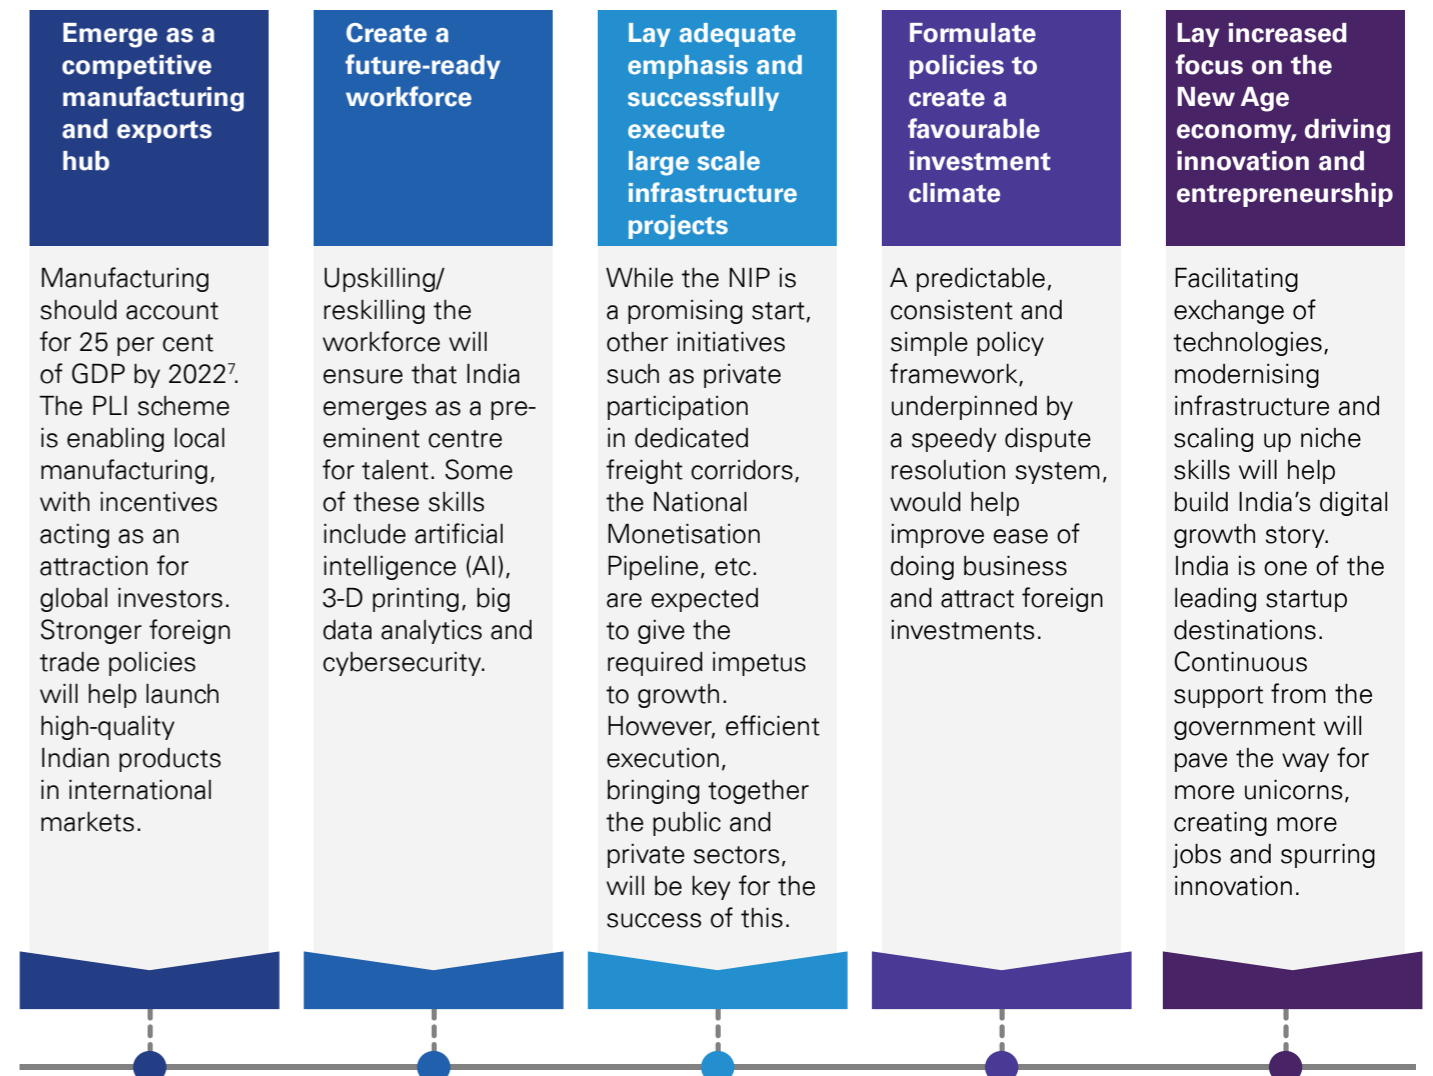 Emerge as a
competitive
manufacturing
and exports
hub
Manufacturing
should account
for 25 per cent
of GDP by 2022⁷.
The PLI scheme
is enabling local
manufacturing,
with incentives
acting as an
attraction for
global investors.
Stronger foreign
trade policies
will help launch
high-quality
Indian products
in international
markets.
Create a
future-ready
workforce
Upskilling/
reskilling the
workforce will
ensure that India
emerges as a pre-
eminent centre
for talent. Some
of these skills
include artificial
intelligence (AI),
3-D printing, big
data analytics and
cybersecurity.
Lay adequate
emphasis and
successfully
execute
large scale
infrastructure
projects
While the NIP is
a promising start,
other initiatives
such as private
participation
in dedicated
freight corridors,
the National
Monetisation
Pipeline, etc.
are expected
to give the
required impetus
to growth.
However, efficient
execution,
bringing together
the public and
private sectors,
will be key for the
success of this.
Formulate
policies to
create a
favourable
investment
climate
A predictable,
consistent and
simple policy
framework,
underpinned by
a speedy dispute
resolution system,
would help
improve ease of
doing business
and attract foreign
investments.
Lay increased
focus on the
New Age
economy, driving
innovation and
entrepreneurship
Facilitating
exchange of
technologies,
modernising
infrastructure and
scaling up niche
skills will help
build India’s digital
growth story.
India is one of the
leading startup
destinations.
Continuous
support from the
government will
pave the way for
more unicorns,
creating more
jobs and spurring
innovation.